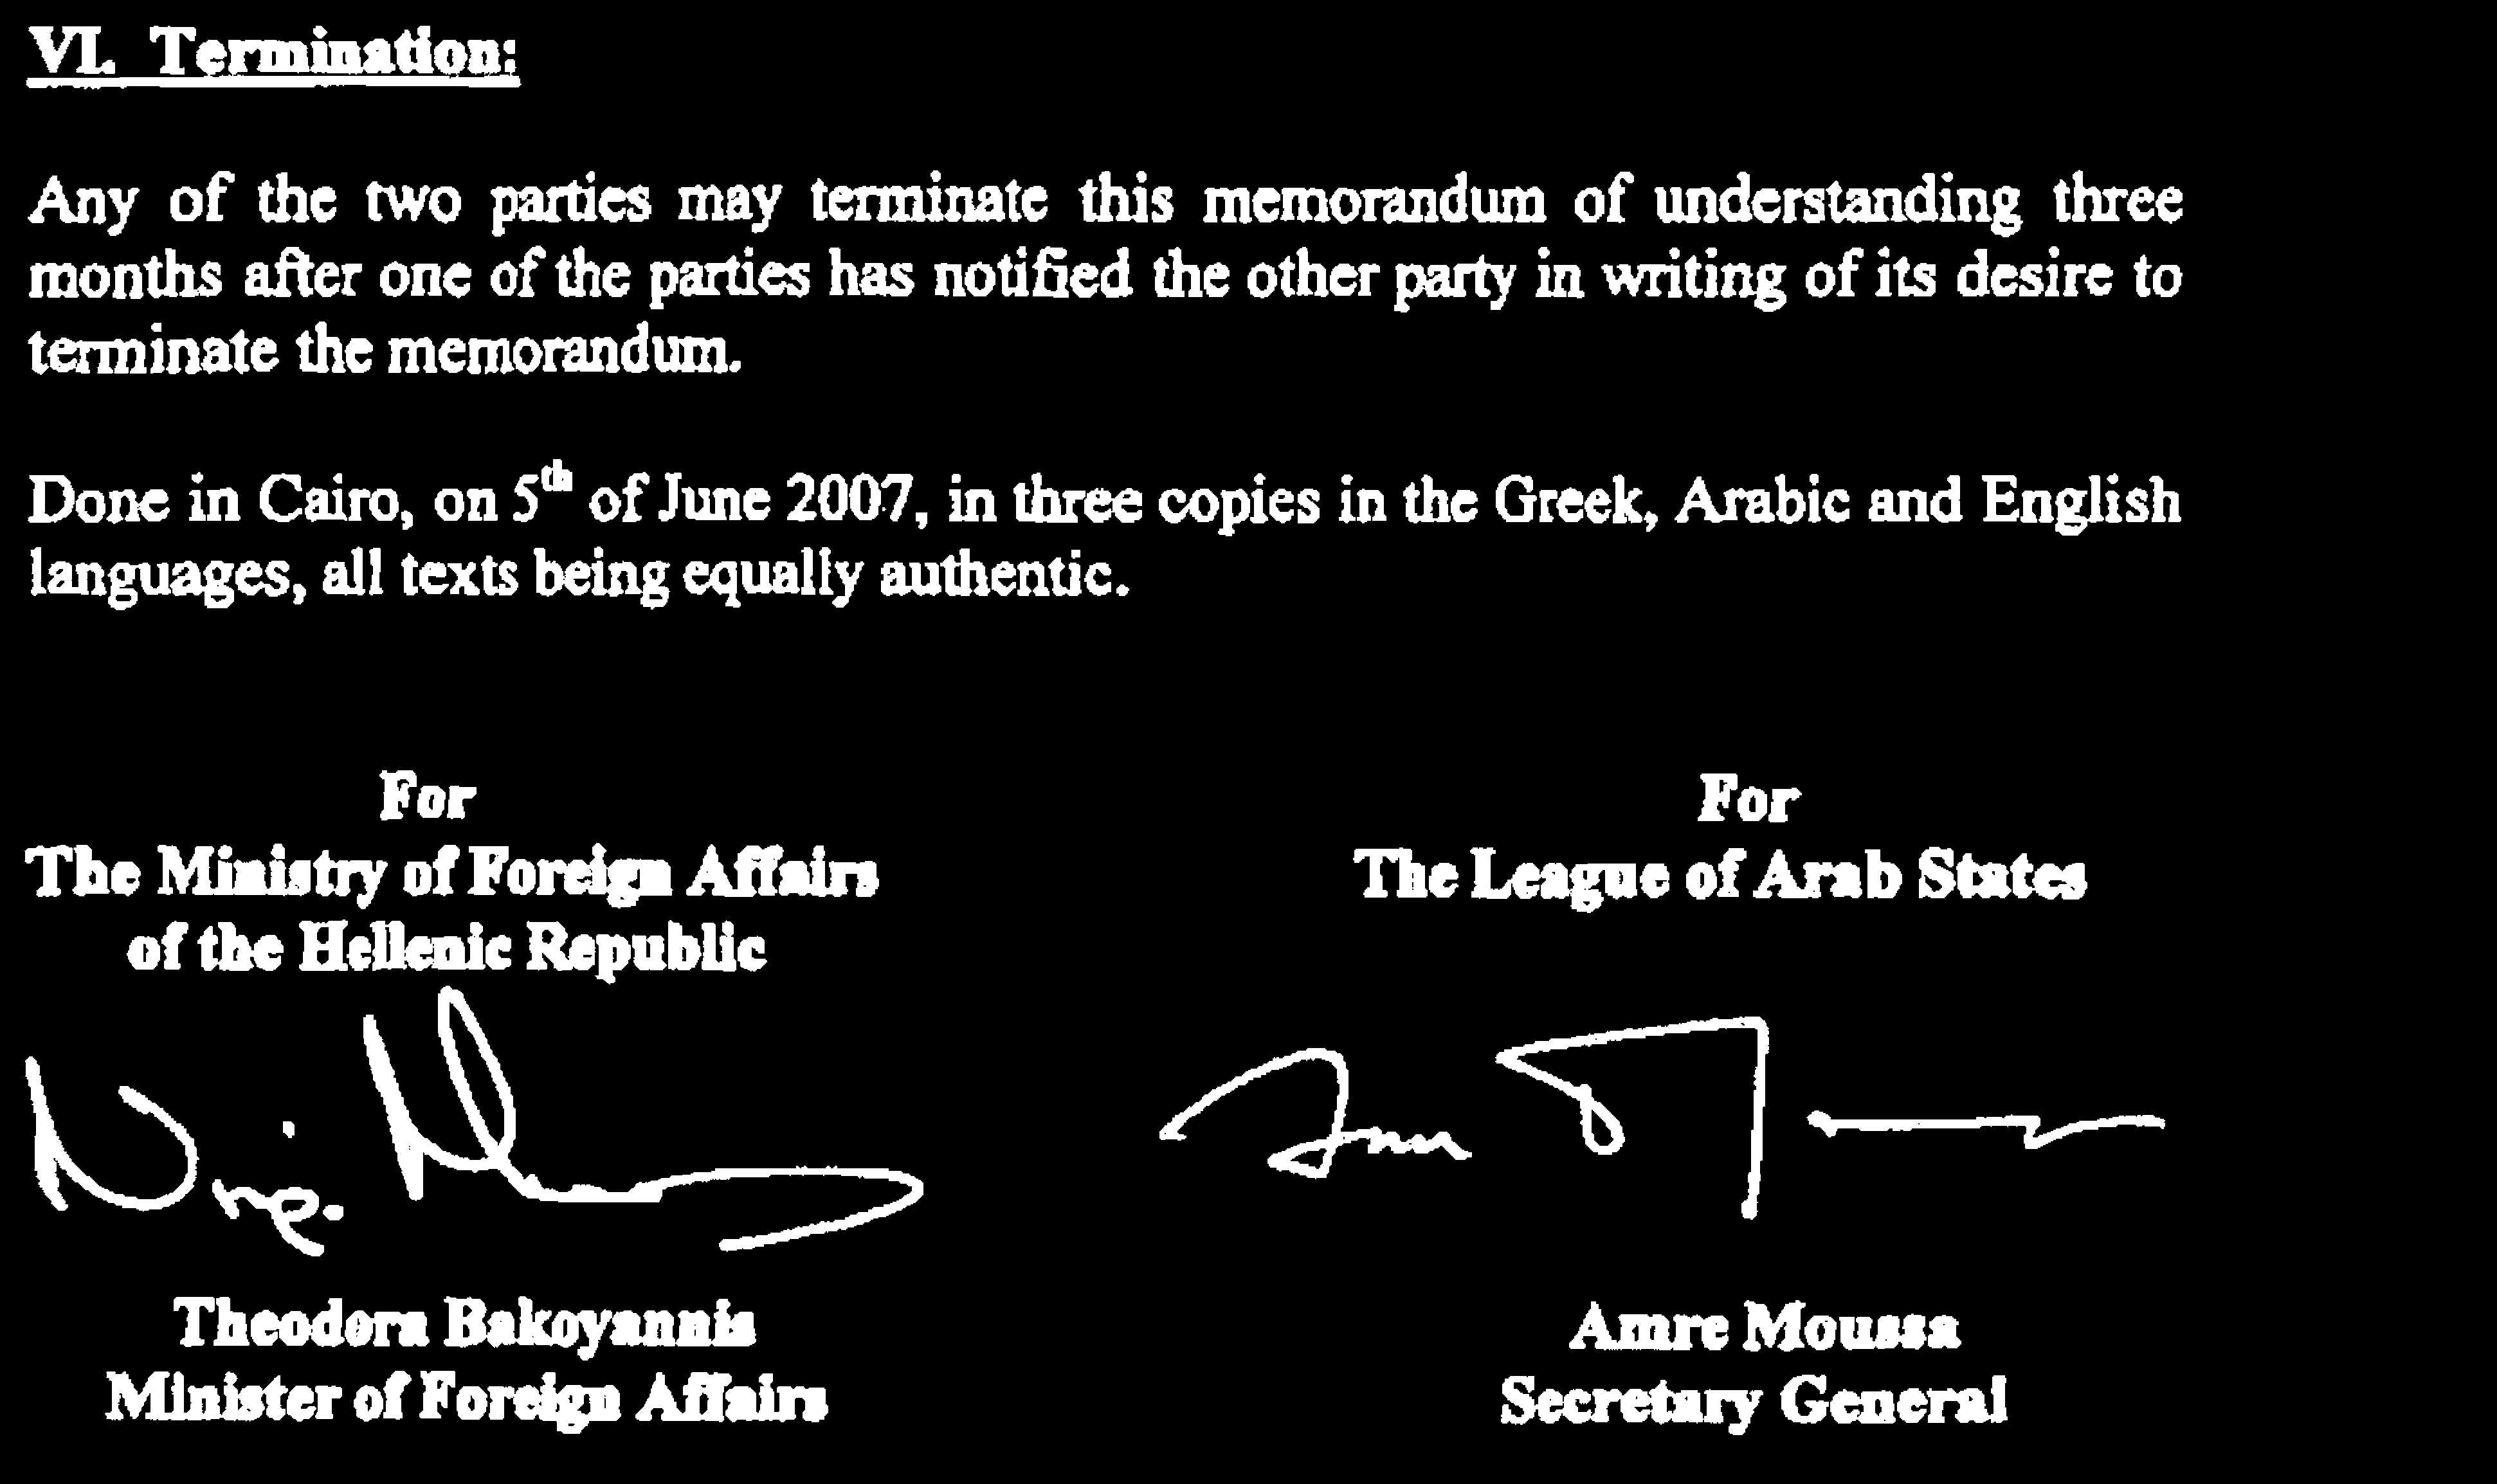 VI. Termination:
Any of the two parties may terminate this memorandum of understanding three
months after one of the parties has notified the other party in writing of its desire to
terminate the memorandum.
Done in Cairo, on 5th of June 2007, in three copies in the Greek, Arabic and English
languages, all texts being equally authentic.
For
The Ministry of Foreign Affairs
of the Hellenic Republic
Theodora Bakoyannis
Minister of Foreign Affairs
For
The League of Arab States
Amre Moussa
Secretary General